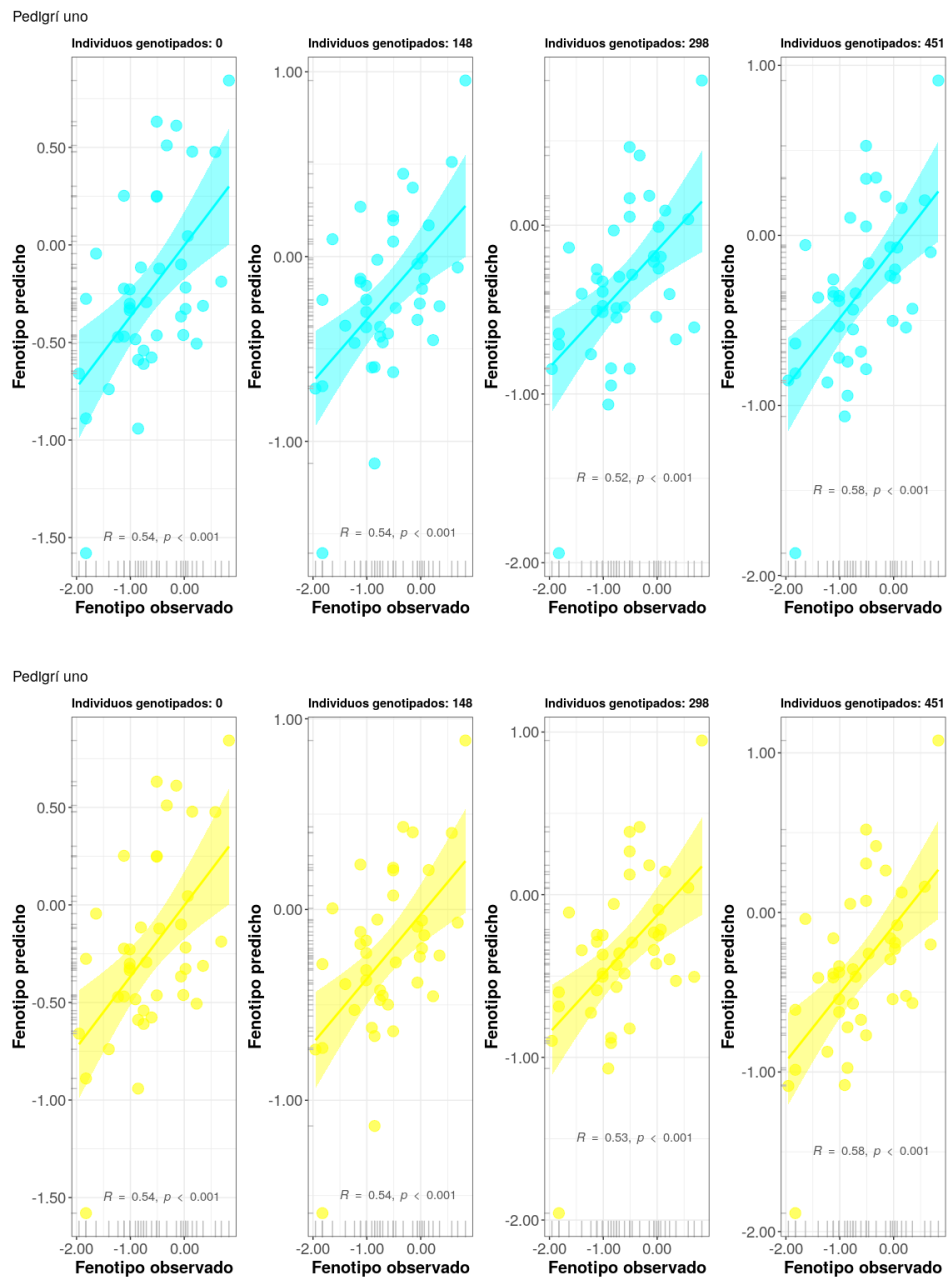 Pedigrí uno
Individuos genotipados: 0
Individuos genotipados: 148
Individuos genotipados: 298
Individuos genotipados: 451
Fenotipo predicho
0.50
0.00
-0.50
-1.00
-1.50
R = 0.54, p < 0.001
-2.00 -1.00 0.00
Fenotipo observado
Fenotipo predicho
1.00
0.00
-1.00
R = 0.54, p < 0.001
-2.00 -1.00 0.00
Fenotipo observado
Fenotipo predicho
0.00
-1.00
-2.00
R = 0.52, p < 0.001
-2.00 -1.00 0.00
Fenotipo observado
Fenotipo predicho
1.00
0.00
-1.00
-2.00
R = 0.58, p < 0.001
-2.00 -1.00 0.00
Fenotipo observado
Pedigrí uno
Individuos genotipados: 0
Individuos genotipados: 148
Individuos genotipados: 298
Individuos genotipados: 451
Fenotipo predicho
0.50
0.00
-0.50
-1.00
-1.50
R = 0.54, p < 0.001
-2.00 -1.00 0.00
Fenotipo observado
Fenotipo predicho
1.00
0.00
-1.00
R = 0.54, p < 0.001
-2.00 -1.00 0.00
Fenotipo observado
Fenotipo predicho
1.00
0.00
-1.00
-2.00
R = 0.53, p < 0.001
-2.00 -1.00 0.00
Fenotipo observado
Fenotipo predicho
1.00
0.00
-1.00
-2.00
R = 0.58, p < 0.001
-2.00 -1.00 0.00
Fenotipo observado